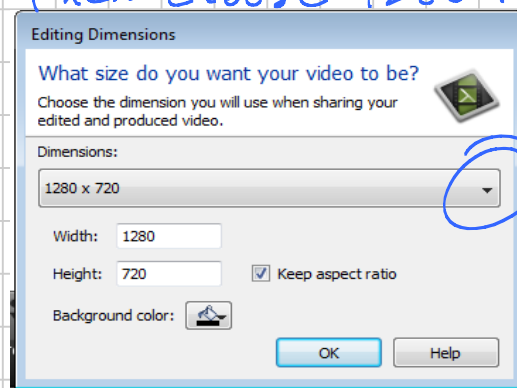 then choose
Editing Dimensions
What size do you want your video to be?
Choose the dimension you will use when sharing your
edited and produced video.
Dimensions:
1280 x 720
Width: 1280
Height: 720
Keep aspect ratio
Background color:
OK
Help